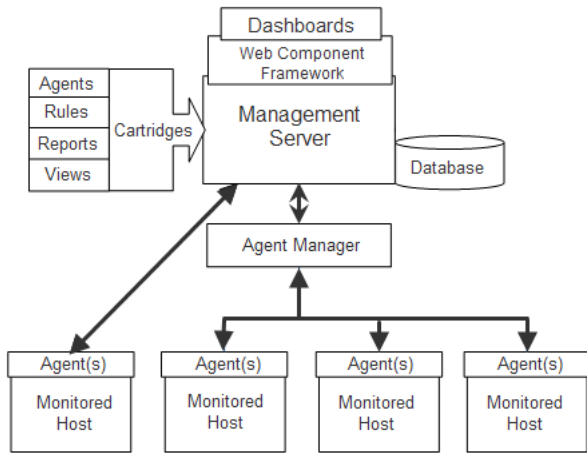 Dashboards
Web Component
Framework
Agents
Rules
Reports
Views
Cartridges
Management
Server
Database
Agent Manager
Agent(s)
Monitored
Host
Agent(s)
Monitored
Host
Agent(s)
Monitored
Host
Agent(s)
Monitored
Host